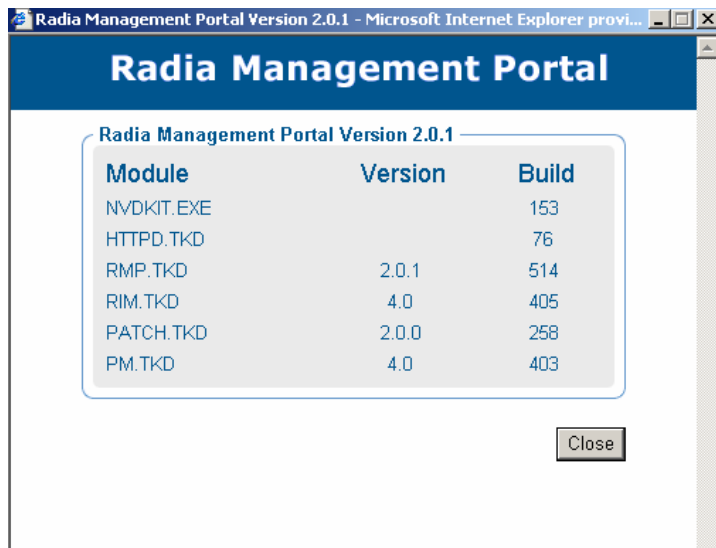 Radia Management Portal Version 2.0.1 - Microsoft Internet Explorer provi...
Radia Management Portal
Radia Management Portal Version 2.0.1
Module Version Build
NVDKIT.EXE 153
HTTPD.TKD 76
RMP.TKD 2.0.1 514
RIM.TKD 4.0 405
PATCH.TKD 2.0.0 258
PM.TKD 4.0 403
Close